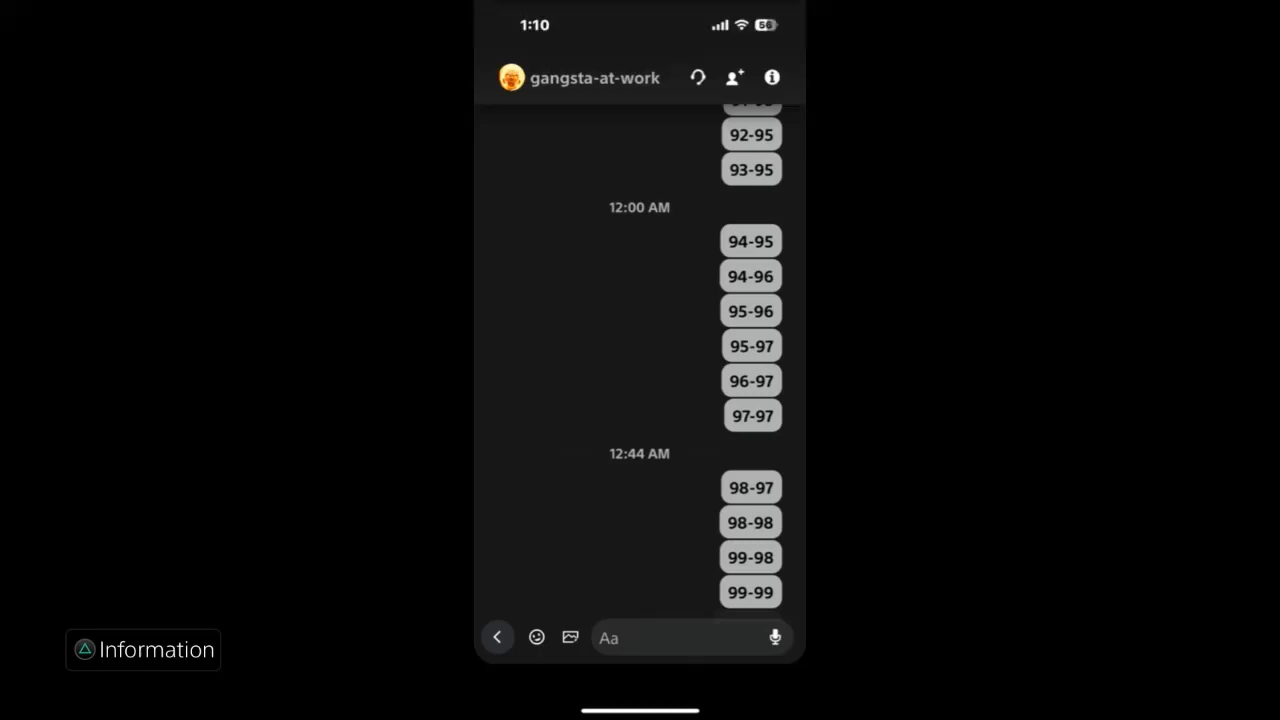 1:10
56
gangsta-at-work
92-95
93-95
12:00 AM
94-95
94-96
95-96
95-97
96-97
97-97
12:44 AM
98-97
98-98
99-98
99-99
Aa
Information